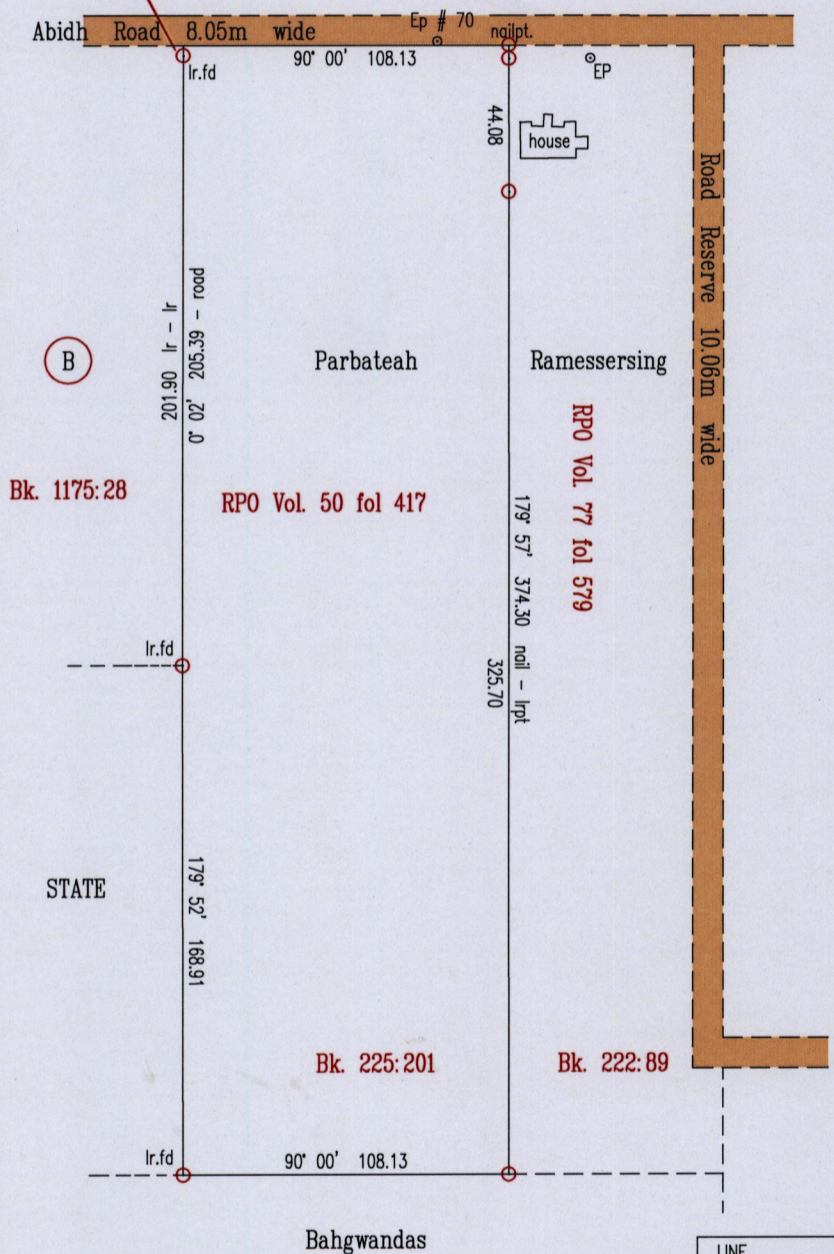 Ep # 70
Abidh Road 8.05m wide
nailpt.
90° 00' 108.13
Ir.fd
EP
44.08
house
Road Reserve 10.06m wide
201.90 Ir - Ir
0° 02' 205.39 - road
B
Parbateah
Ramessersing
RPO Vol 77 fol 579
Bk. 1175:28
RPO Vol. 50 fol 417
179° 57' 374.30 nail - Irpt
325.70
Ir.fd
STATE
179° 52' 168.91
Bk. 225:201
Bk. 222:89
Ir.fd
90° 00' 108.13
Bahgwandas
LINE